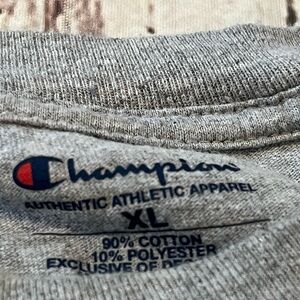 Champion
AUTHENTIC ATHLETIC APPAREL
XL
90% COTTON
10% POLYESTER
EXCLUSIVE OF